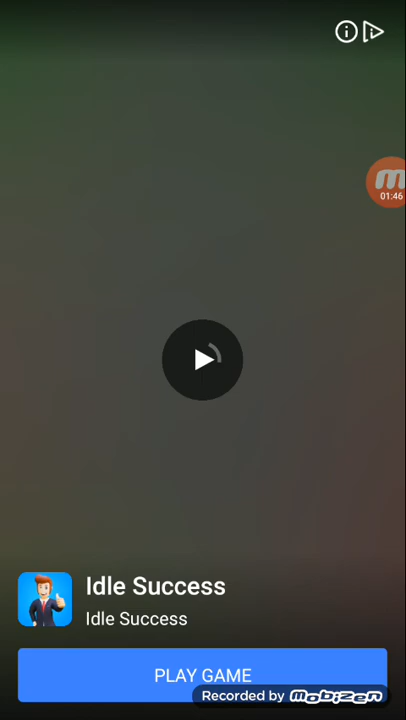 01:46
Idle Success
Idle Success
PLAY GAME
Recorded by Mobizen